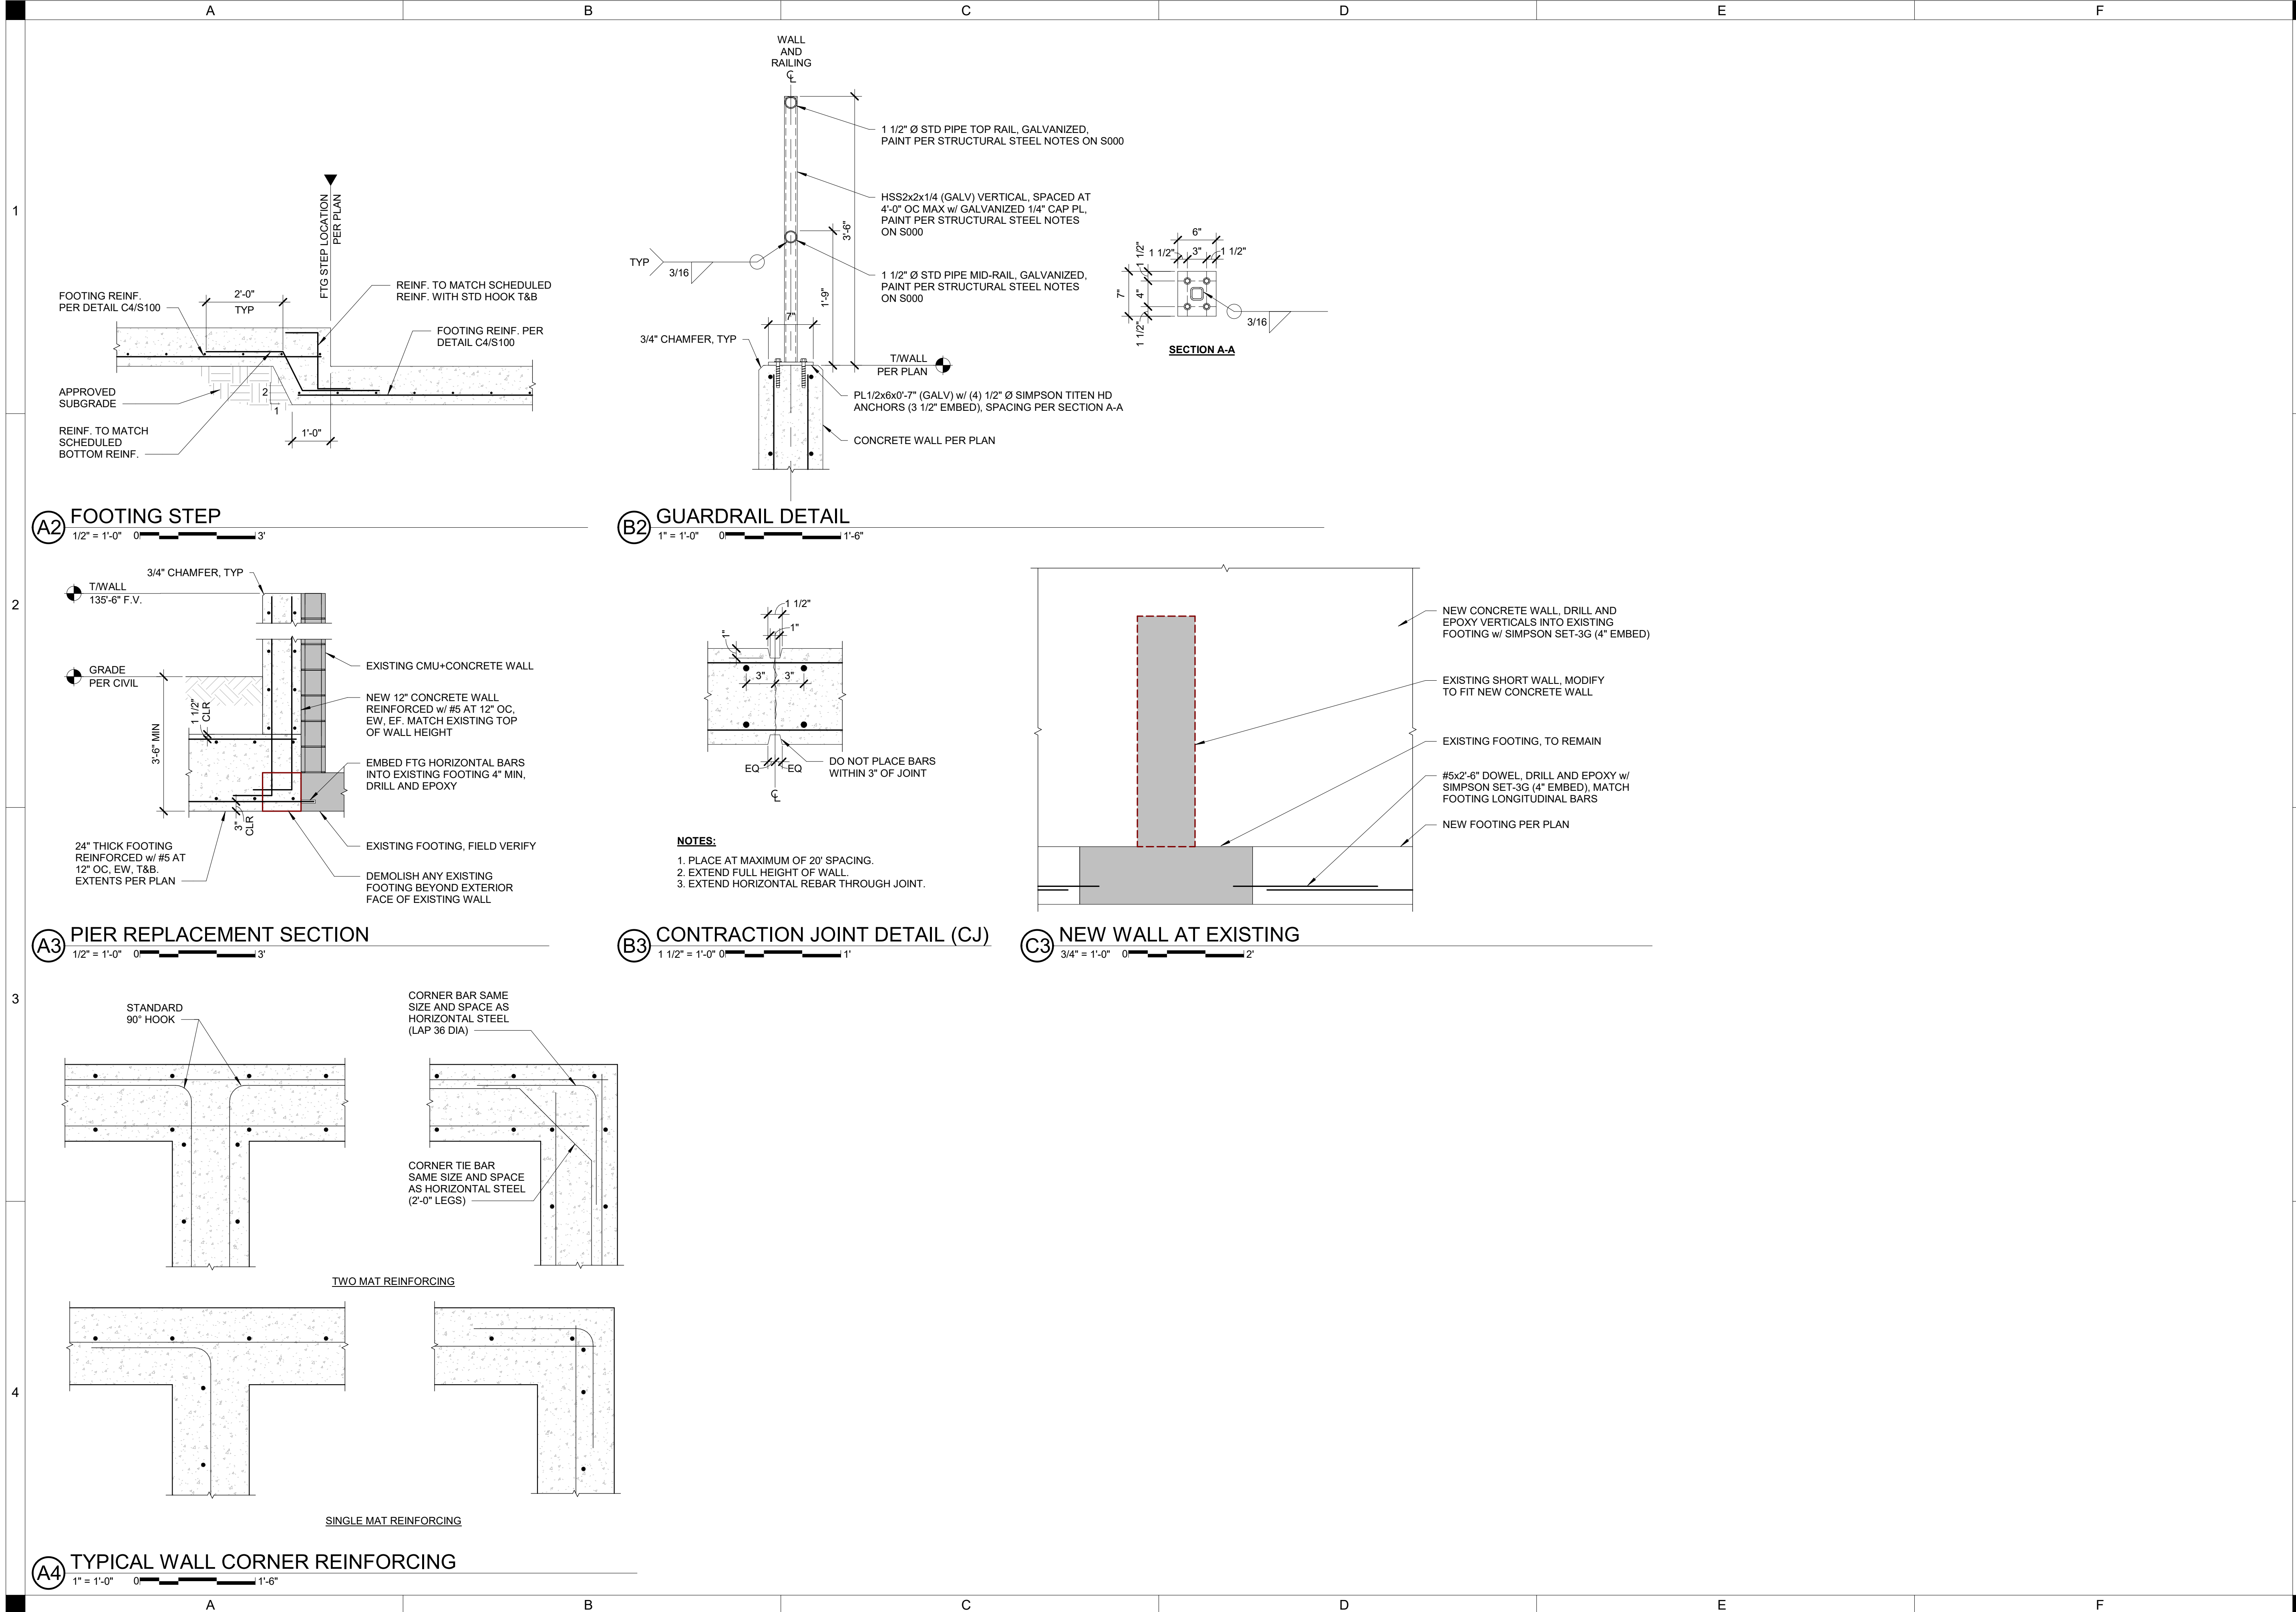 A B C D E F
1
2
3
4
FTG STEP LOCATION
PER PLAN
2'-0"
TYP
FOOTING REINF.
PER DETAIL C4/S100
REINF. TO MATCH SCHEDULED
REINF. WITH STD HOOK T&B
FOOTING REINF. PER
DETAIL C4/S100
APPROVED
SUBGRADE
2
1
1'-0"
REINF. TO MATCH
SCHEDULED
BOTTOM REINF.
A2 FOOTING STEP
1/2" = 1'-0" 0 3'
WALL
AND
RAILING
℄
1 1/2" Ø STD PIPE TOP RAIL, GALVANIZED,
PAINT PER STRUCTURAL STEEL NOTES ON S000
HSS2x2x1/4 (GALV) VERTICAL, SPACED AT
4'-0" OC MAX w/ GALVANIZED 1/4" CAP PL,
PAINT PER STRUCTURAL STEEL NOTES
ON S000
3'-6"
TYP
3/16
1 1/2" Ø STD PIPE MID-RAIL, GALVANIZED,
PAINT PER STRUCTURAL STEEL NOTES
ON S000
1'-9"
7"
3/4" CHAMFER, TYP
T/WALL
PER PLAN
PL1/2x6x0'-7" (GALV) w/ (4) 1/2" Ø SIMPSON TITEN HD
ANCHORS (3 1/2" EMBED), SPACING PER SECTION A-A
CONCRETE WALL PER PLAN
6"
1 1/2" 3" 1 1/2"
1 1/2"
4"
1 1/2"
7"
3/16
SECTION A-A
B2 GUARDRAIL DETAIL
1" = 1'-0" 0 1'-6"
3/4" CHAMFER, TYP
T/WALL
135'-6" F.V.
GRADE
PER CIVIL
1 1/2"
CLR
3'-6" MIN
3"
CLR
EXISTING CMU+CONCRETE WALL
NEW 12" CONCRETE WALL
REINFORCED w/ #5 AT 12" OC,
EW, EF. MATCH EXISTING TOP
OF WALL HEIGHT
EMBED FTG HORIZONTAL BARS
INTO EXISTING FOOTING 4" MIN,
DRILL AND EPOXY
24" THICK FOOTING
REINFORCED w/ #5 AT
12" OC, EW, T&B.
EXTENTS PER PLAN
EXISTING FOOTING, FIELD VERIFY
DEMOLISH ANY EXISTING
FOOTING BEYOND EXTERIOR
FACE OF EXISTING WALL
A3 PIER REPLACEMENT SECTION
1/2" = 1'-0" 0 3'
1 1/2"
1"
1"
3" 3"
EQ EQ
℄
DO NOT PLACE BARS
WITHIN 3" OF JOINT
NOTES:
1. PLACE AT MAXIMUM OF 20' SPACING.
2. EXTEND FULL HEIGHT OF WALL.
3. EXTEND HORIZONTAL REBAR THROUGH JOINT.
B3 CONTRACTION JOINT DETAIL (CJ)
1 1/2" = 1'-0" 0 1'
NEW CONCRETE WALL, DRILL AND
EPOXY VERTICALS INTO EXISTING
FOOTING w/ SIMPSON SET-3G (4" EMBED)
EXISTING SHORT WALL, MODIFY
TO FIT NEW CONCRETE WALL
EXISTING FOOTING, TO REMAIN
#5x2'-6" DOWEL, DRILL AND EPOXY w/
SIMPSON SET-3G (4" EMBED), MATCH
FOOTING LONGITUDINAL BARS
NEW FOOTING PER PLAN
C3 NEW WALL AT EXISTING
3/4" = 1'-0" 0 2'
STANDARD
90° HOOK
CORNER BAR SAME
SIZE AND SPACE AS
HORIZONTAL STEEL
(LAP 36 DIA)
CORNER TIE BAR
SAME SIZE AND SPACE
AS HORIZONTAL STEEL
(2'-0" LEGS)
TWO MAT REINFORCING
SINGLE MAT REINFORCING
A4 TYPICAL WALL CORNER REINFORCING
1" = 1'-0" 0 1'-6"
A B C D E F